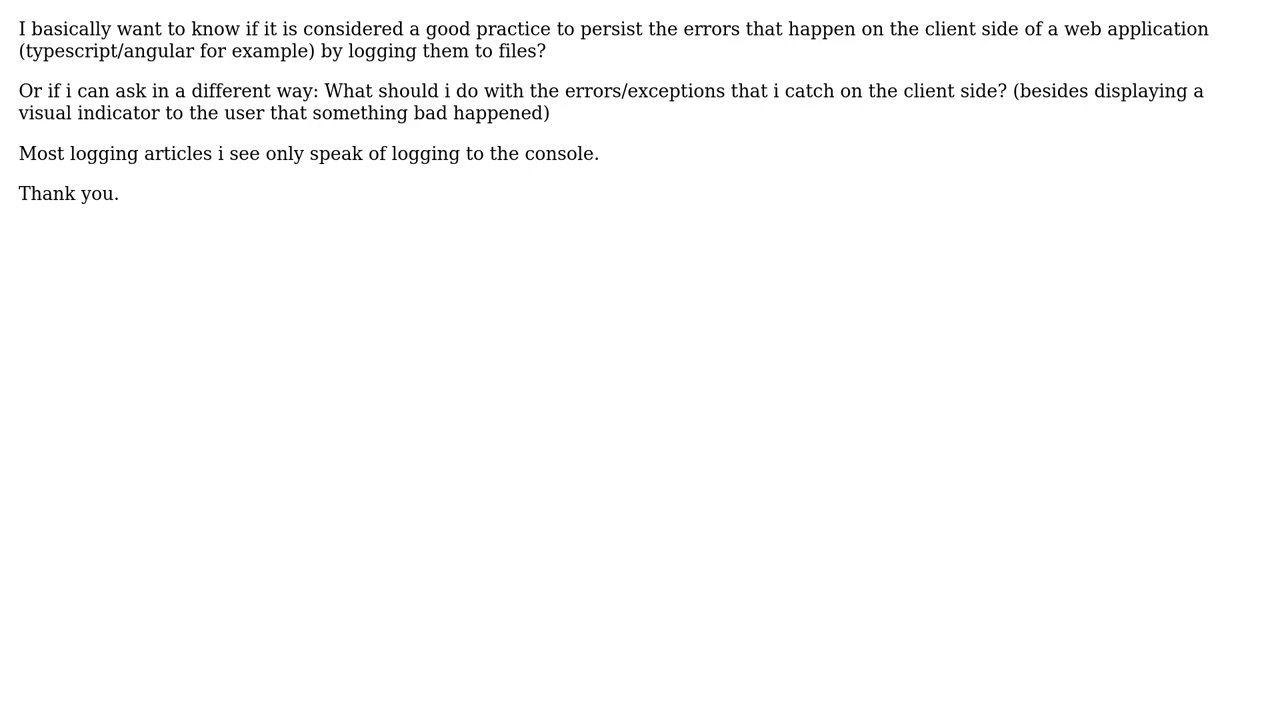 I basically want to know if it is considered a good practice to persist the errors that happen on the client side of a web application
(typescript/angular for example) by logging them to files?
Or if i can ask in a different way: What should i do with the errors/exceptions that i catch on the client side? (besides displaying a
visual indicator to the user that something bad happened)
Most logging articles i see only speak of logging to the console.
Thank you.